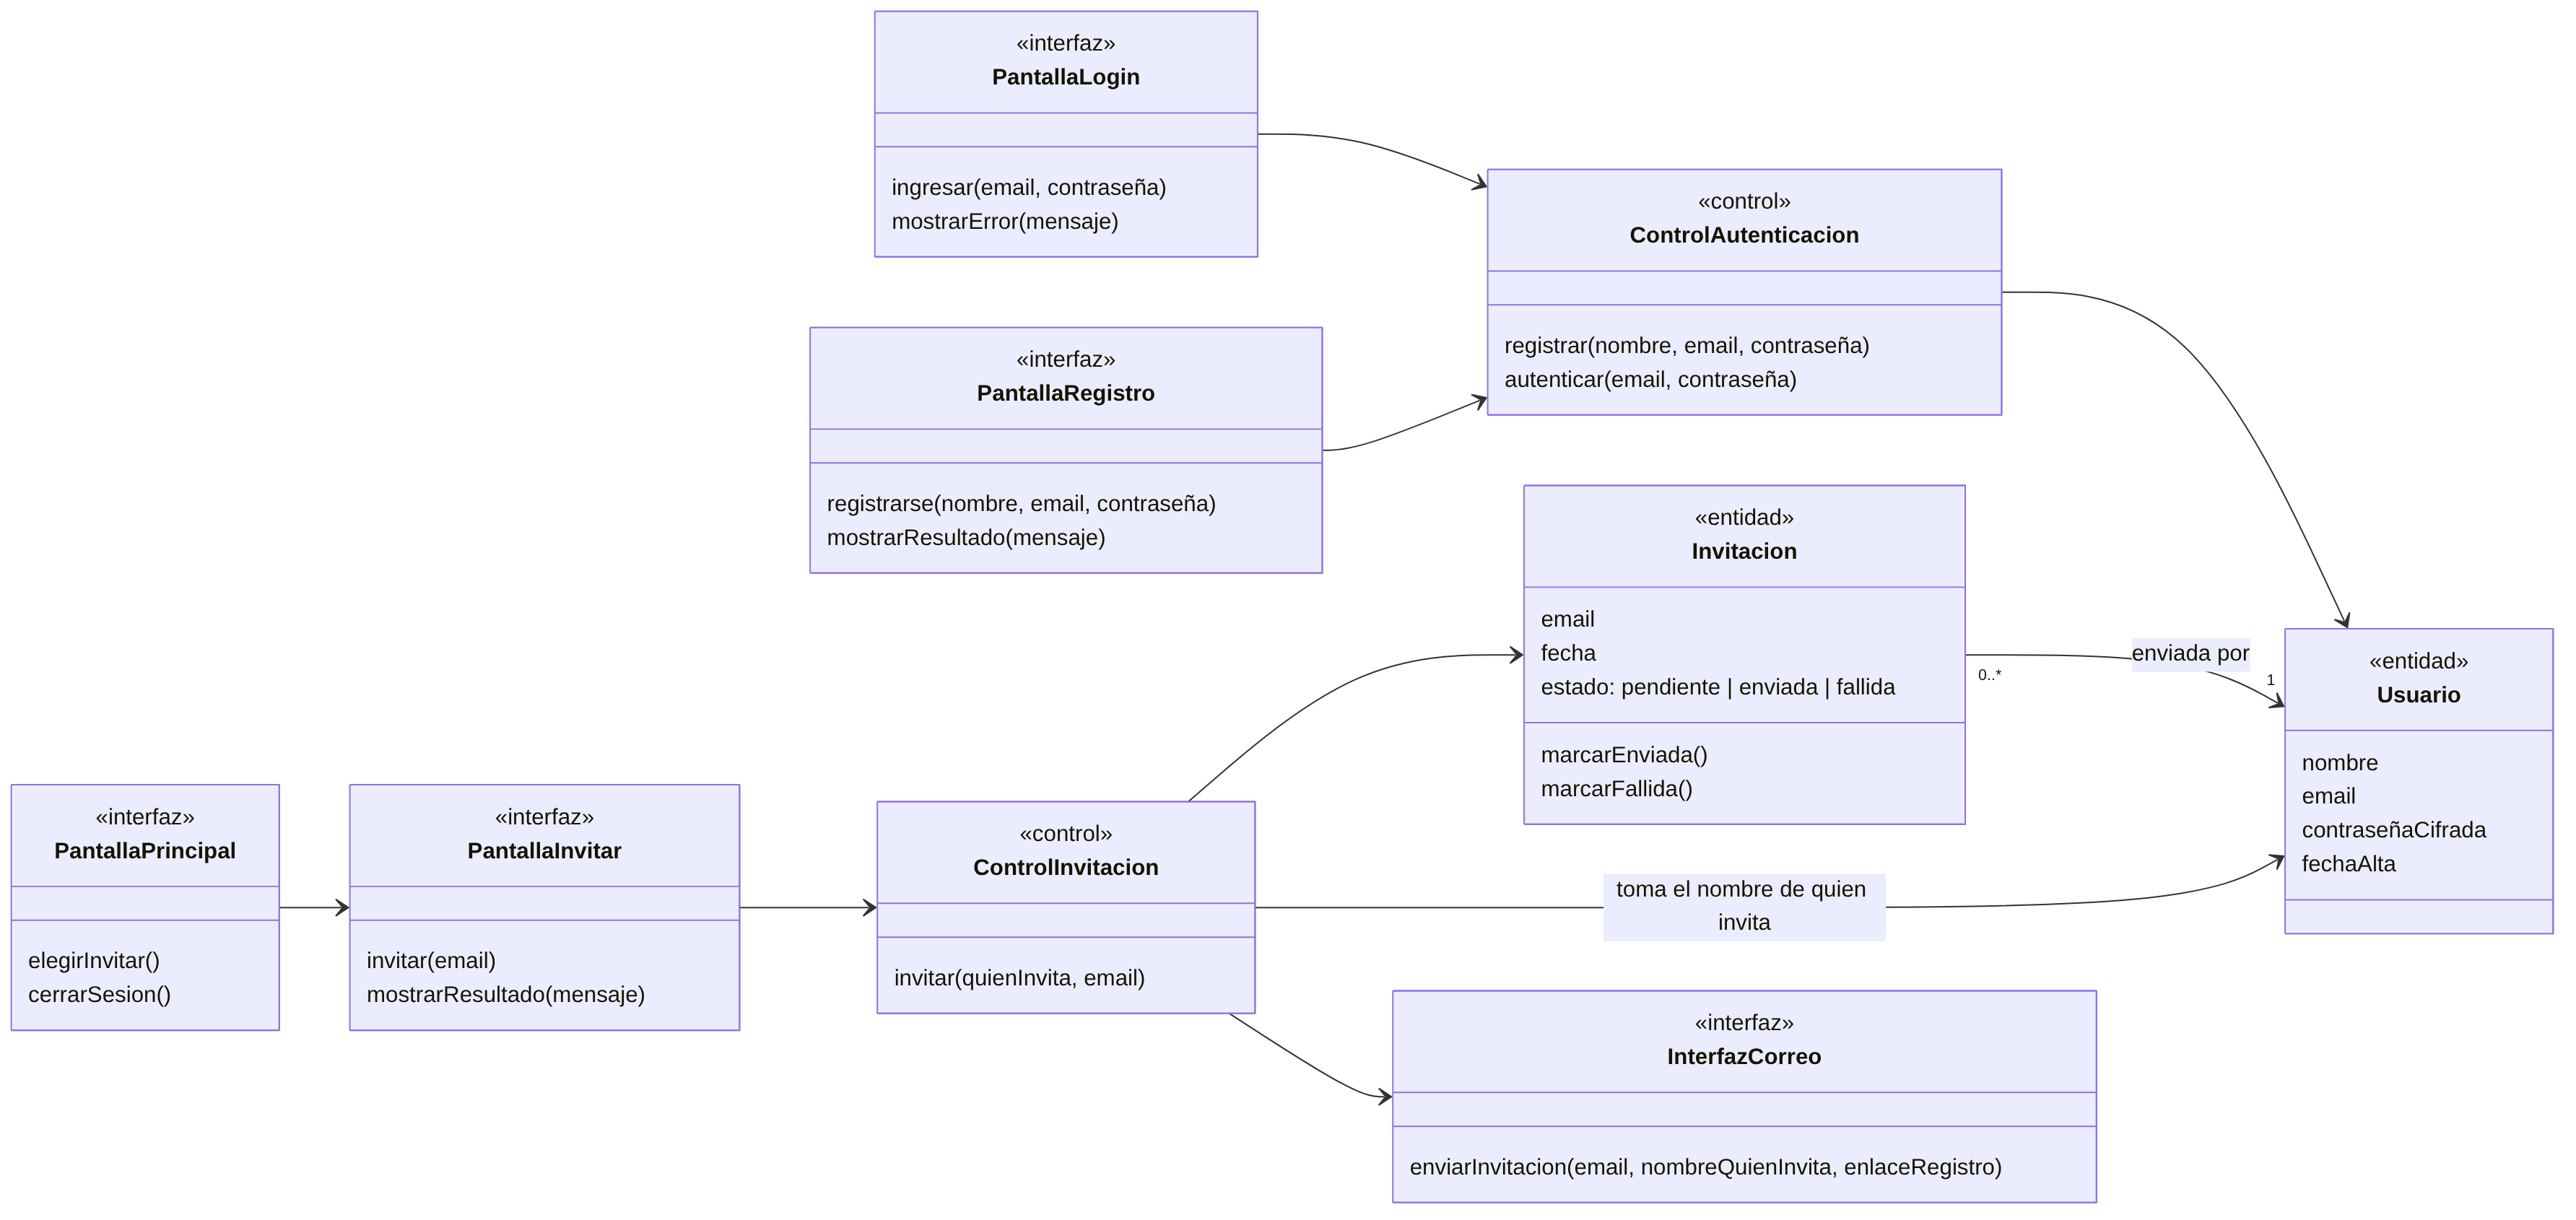 «interfaz»
PantallaLogin
ingresar(email, contraseña)
mostrarError(mensaje)
«control»
ControlAutenticacion
registrar(nombre, email, contraseña)
autenticar(email, contraseña)
«interfaz»
PantallaRegistro
registrarse(nombre, email, contraseña)
mostrarResultado(mensaje)
«entidad»
Invitacion
email
fecha
estado: pendiente | enviada | fallida
marcarEnviada()
marcarFallida()
enviada por
0..*
1
«entidad»
Usuario
nombre
email
contraseñaCifrada
fechaAlta
«interfaz»
PantallaPrincipal
elegirInvitar()
cerrarSesion()
«interfaz»
PantallaInvitar
invitar(email)
mostrarResultado(mensaje)
«control»
ControlInvitacion
invitar(quienInvita, email)
toma el nombre de quien
invita
«interfaz»
InterfazCorreo
enviarInvitacion(email, nombreQuienInvita, enlaceRegistro)